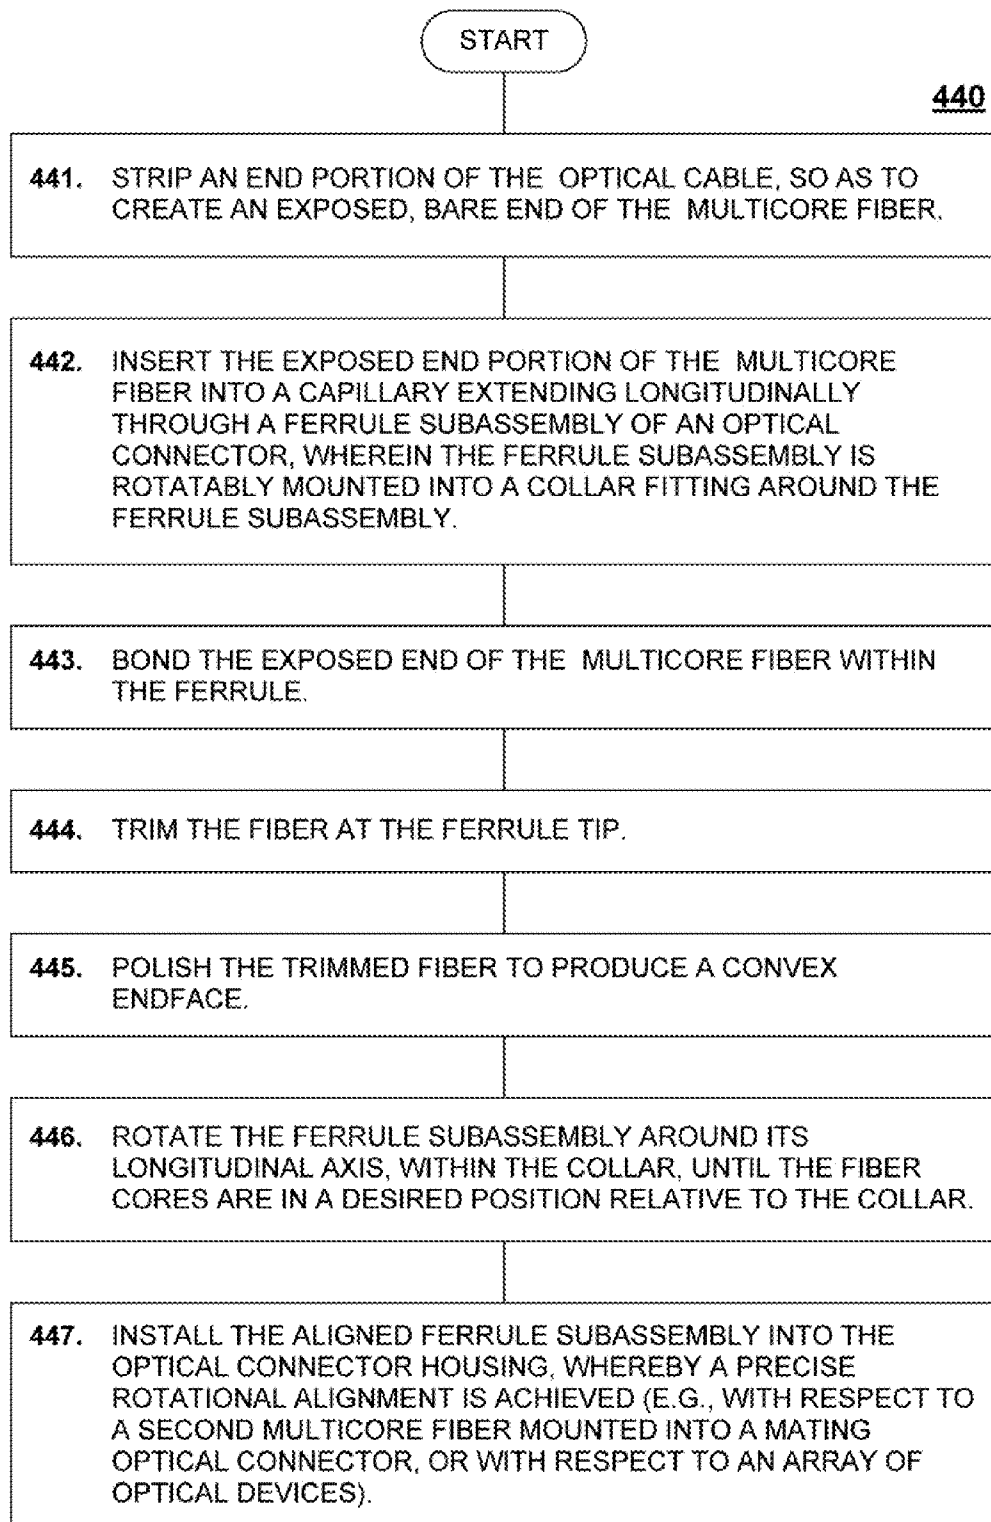 START
440
441. STRIP AN END PORTION OF THE OPTICAL CABLE, SO AS TO
CREATE AN EXPOSED, BARE END OF THE MULTICORE FIBER.
442. INSERT THE EXPOSED END PORTION OF THE MULTICORE
FIBER INTO A CAPILLARY EXTENDING LONGITUDINALLY
THROUGH A FERRULE SUBASSEMBLY OF AN OPTICAL
CONNECTOR, WHEREIN THE FERRULE SUBASSEMBLY IS
ROTATABLY MOUNTED INTO A COLLAR FITTING AROUND THE
FERRULE SUBASSEMBLY.
443. BOND THE EXPOSED END OF THE MULTICORE FIBER WITHIN
THE FERRULE.
444. TRIM THE FIBER AT THE FERRULE TIP.
445. POLISH THE TRIMMED FIBER TO PRODUCE A CONVEX
ENDFACE.
446. ROTATE THE FERRULE SUBASSEMBLY AROUND ITS
LONGITUDINAL AXIS, WITHIN THE COLLAR, UNTIL THE FIBER
CORES ARE IN A DESIRED POSITION RELATIVE TO THE COLLAR.
447. INSTALL THE ALIGNED FERRULE SUBASSEMBLY INTO THE
OPTICAL CONNECTOR HOUSING, WHEREBY A PRECISE
ROTATIONAL ALIGNMENT IS ACHIEVED (E.G., WITH RESPECT TO
A SECOND MULTICORE FIBER MOUNTED INTO A MATING
OPTICAL CONNECTOR, OR WITH RESPECT TO AN ARRAY OF
OPTICAL DEVICES).